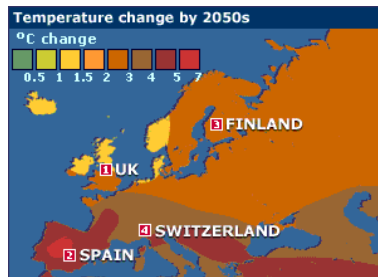 Temperature change by 2050s
ºC change
0.5 1 1.5 2 3 4 5 7
3 FINLAND
1 UK
4 SWITZERLAND
2 SPAIN